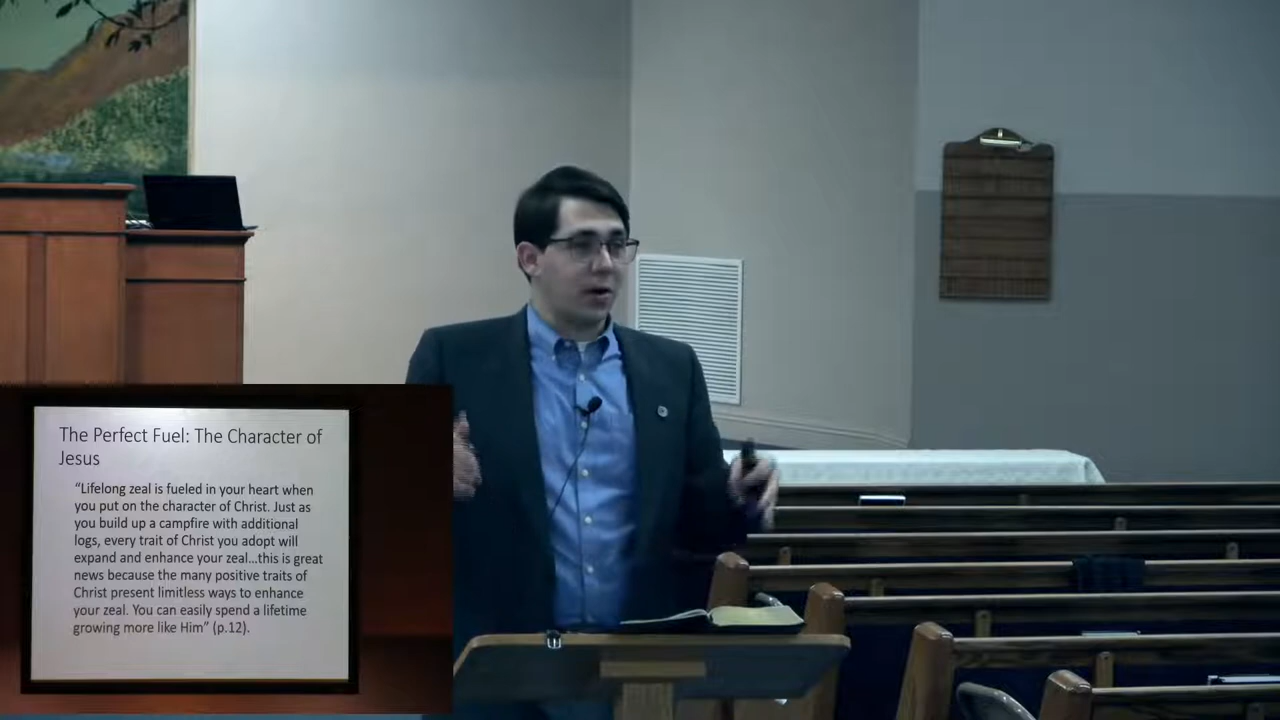 The Perfect Fuel: The Character of
Jesus
“Lifelong zeal is fueled in your heart when
you put on the character of Christ. Just as
you build up a campfire with additional
logs, every trait of Christ you adopt will
expand and enhance your zeal...this is great
news because the many positive traits of
Christ present limitless ways to enhance
your zeal. You can easily spend a lifetime
growing more like Him” (p.12).